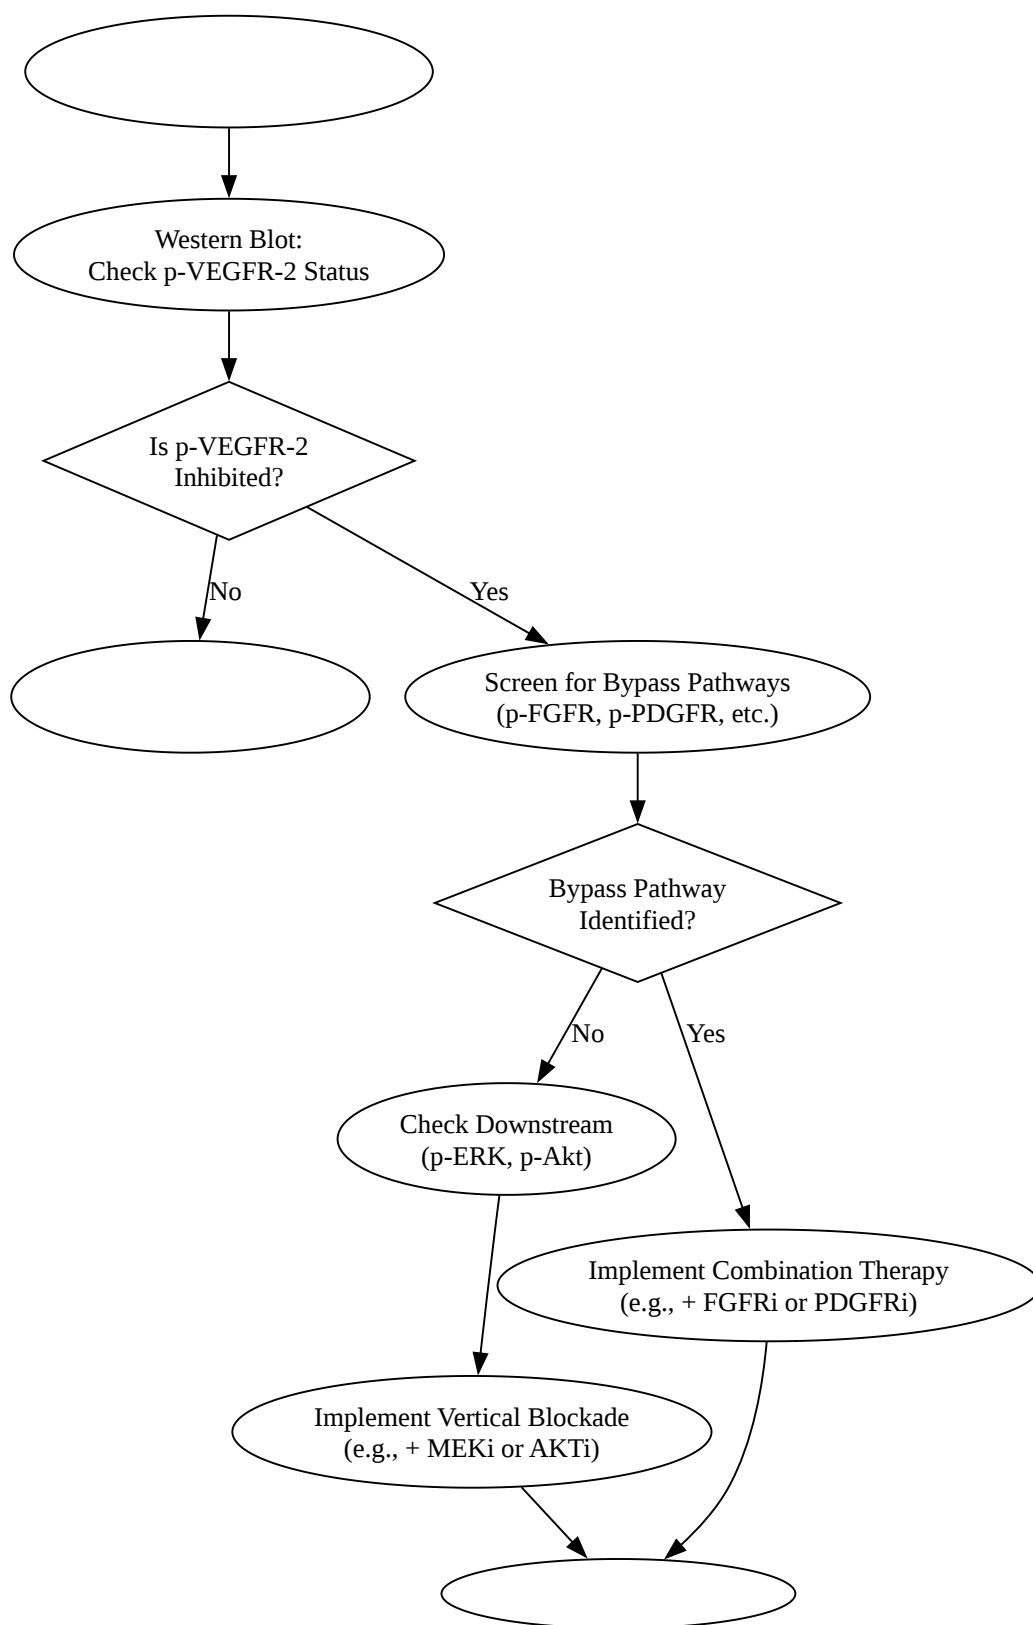 Western Blot:
Check p-VEGFR-2 Status
Is p-VEGFR-2
Inhibited?
No
Yes
Screen for Bypass Pathways
(p-FGFR, p-PDGFR, etc.)
Bypass Pathway
Identified?
No
Yes
Check Downstream
(p-ERK, p-Akt)
Implement Combination Therapy
(e.g., + FGFRi or PDGFRi)
Implement Vertical Blockade
(e.g., + MEKi or AKTi)